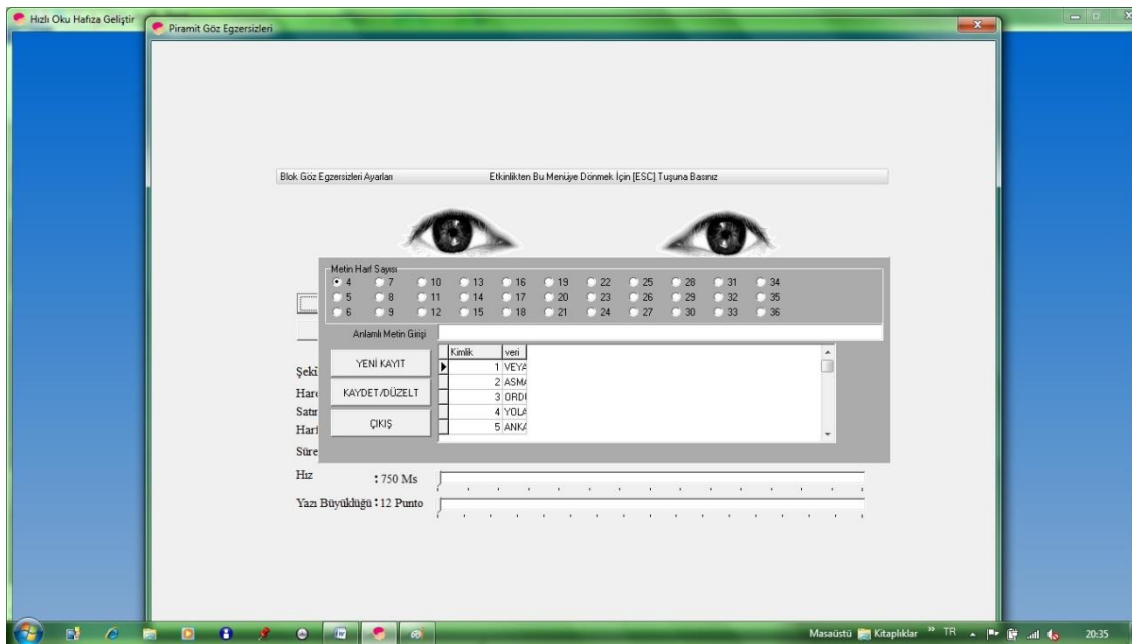 Hızlı Oku Hafıza Geliştir
Piramit Göz Egzersizleri
Blok Göz Egzersizleri Ayarları Etkinlikten Bu Menüye Dönmek İçin [ESC] Tuşuna Basınız
Metin Harf Sayısı
4 7 10 13 16 19 22 25 28 31 34
5 8 11 14 17 20 23 26 29 32 35
6 9 12 15 18 21 24 27 30 33 36
Anlamlı Metin Girişi
Kimlik veri
YENİ KAYIT
1 VEYA
2 ASMA
KAYDET/DÜZELT
3 ORDU
4 YOLA
ÇIKIŞ
5 ANKA
Süre
Hız : 750 Ms
Yazı Büyüklüğü : 12 Punto
Masaüstü Kitaplıklar » TR 20:35